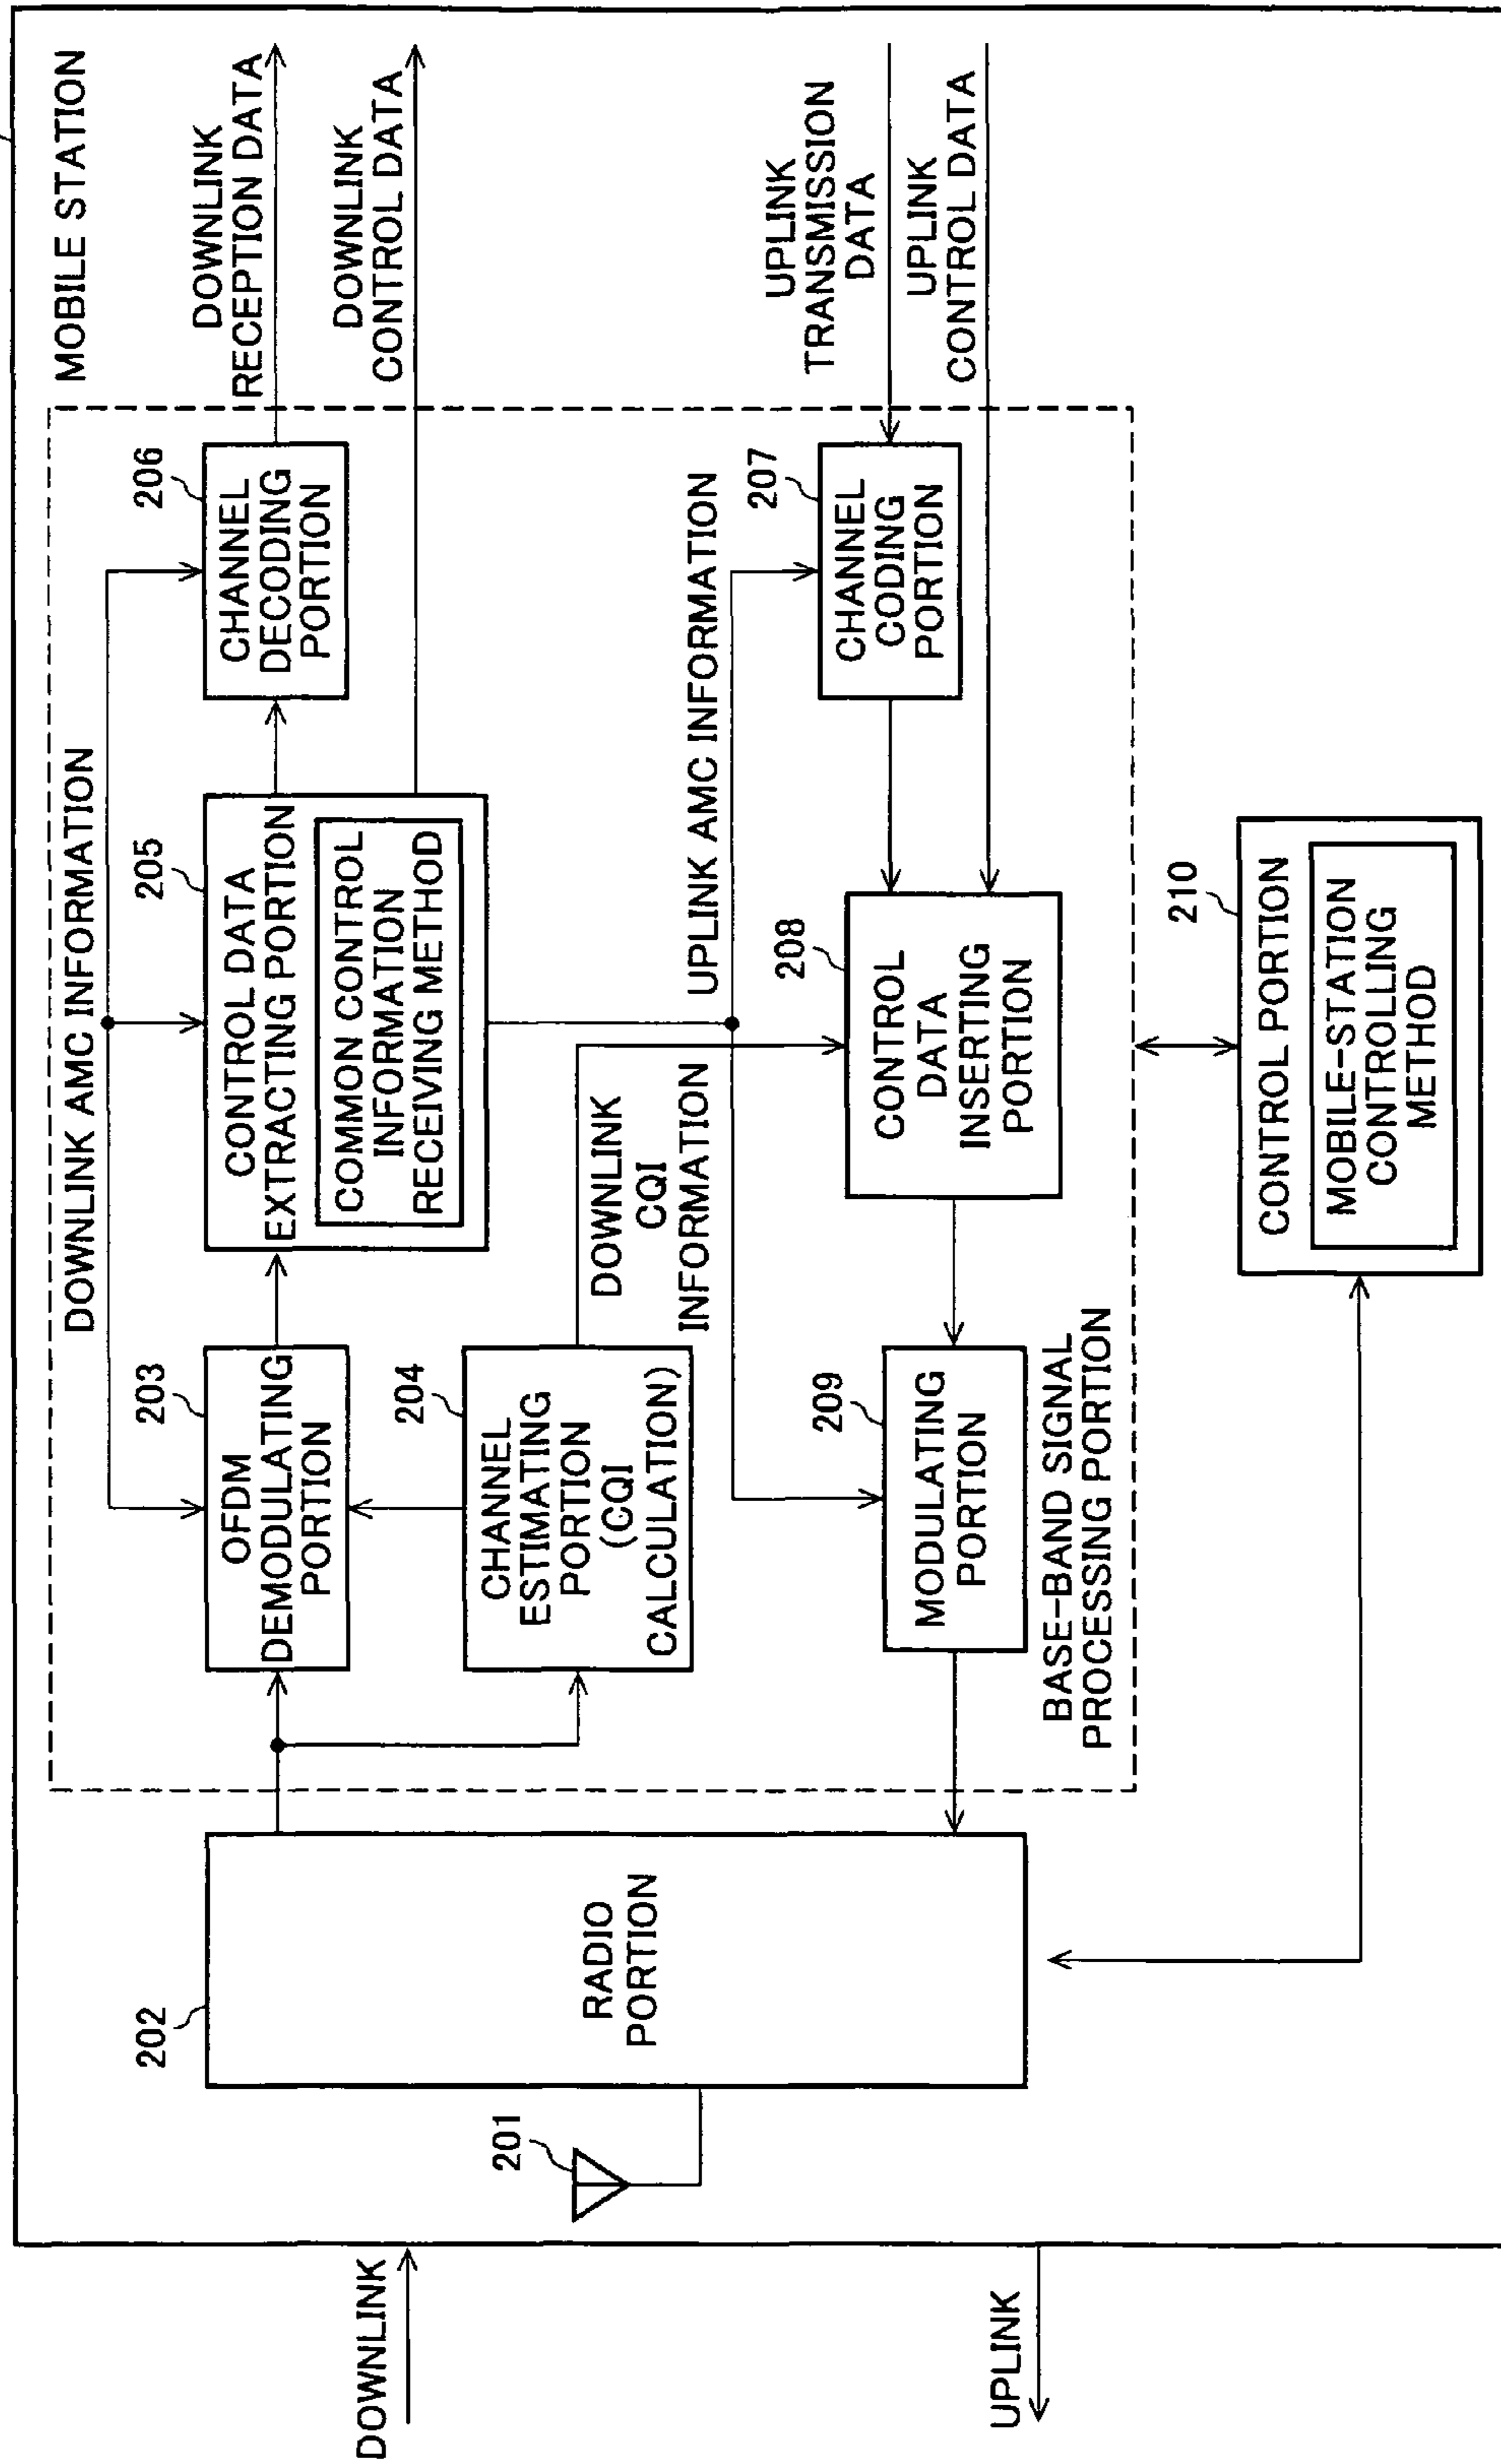 MOBILE STATION
DOWNLINK
UPLINK
201
202
RADIO
PORTION
DOWNLINK AMC INFORMATION
203
OFDM
DEMODULATING
PORTION
204
CHANNEL
ESTIMATING
PORTION
(CQI
CALCULATION)
205
CONTROL DATA
EXTRACTING PORTION
COMMON CONTROL
INFORMATION
RECEIVING METHOD
206
CHANNEL
DECODING
PORTION
DOWNLINK
RECEPTION DATA
DOWNLINK
CONTROL DATA
DOWNLINK
CQI
INFORMATION
UPLINK AMC INFORMATION
207
CHANNEL
CODING
PORTION
UPLINK
TRANSMISSION
DATA
UPLINK
CONTROL DATA
208
CONTROL
DATA
INSERTING
PORTION
209
MODULATING
PORTION
BASE-BAND SIGNAL
PROCESSING PORTION
210
CONTROL PORTION
MOBILE-STATION
CONTROLLING
METHOD